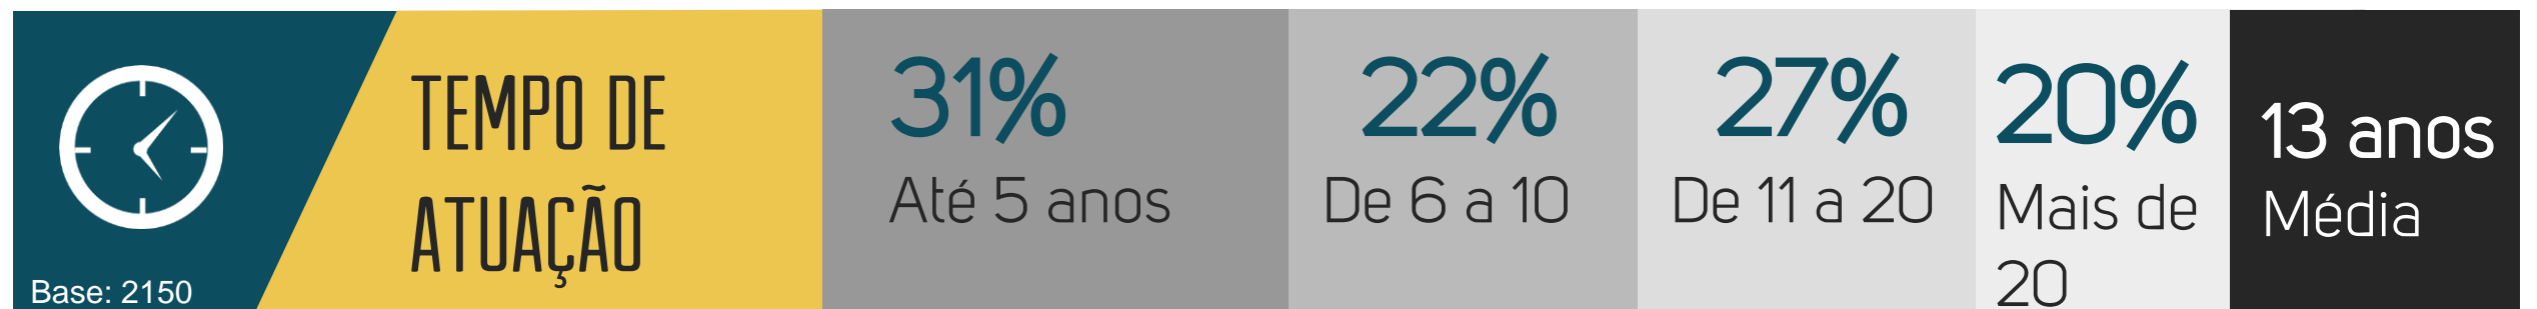 Base: 2150
TEMPO DE
ATUAÇÃO
31%
Até 5 anos
22%
De 6 a 10
27%
De 11 a 20
20%
Mais de
20
13 anos
Média